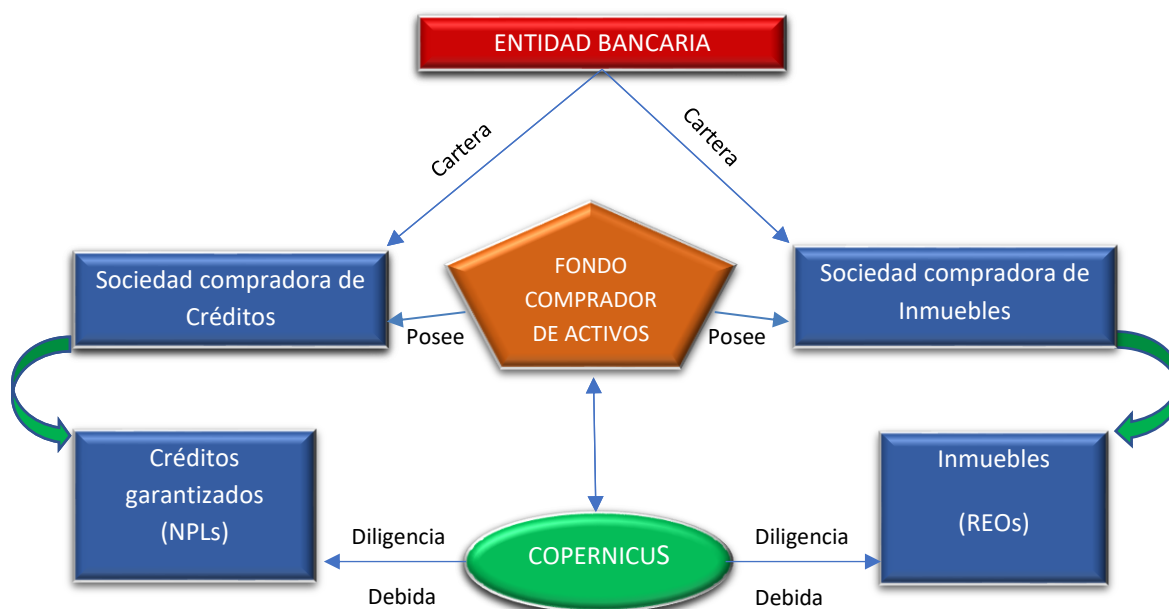 ENTIDAD BANCARIA
Cartera
Cartera
Sociedad compradora de
Créditos
FONDO
COMPRADOR
DE ACTIVOS
Sociedad compradora de
Inmuebles
Posee
Posee
Créditos
garantizados
(NPLs)
Inmuebles
(REOs)
Diligencia
Debida
COPERNICUS
Diligencia
Debida